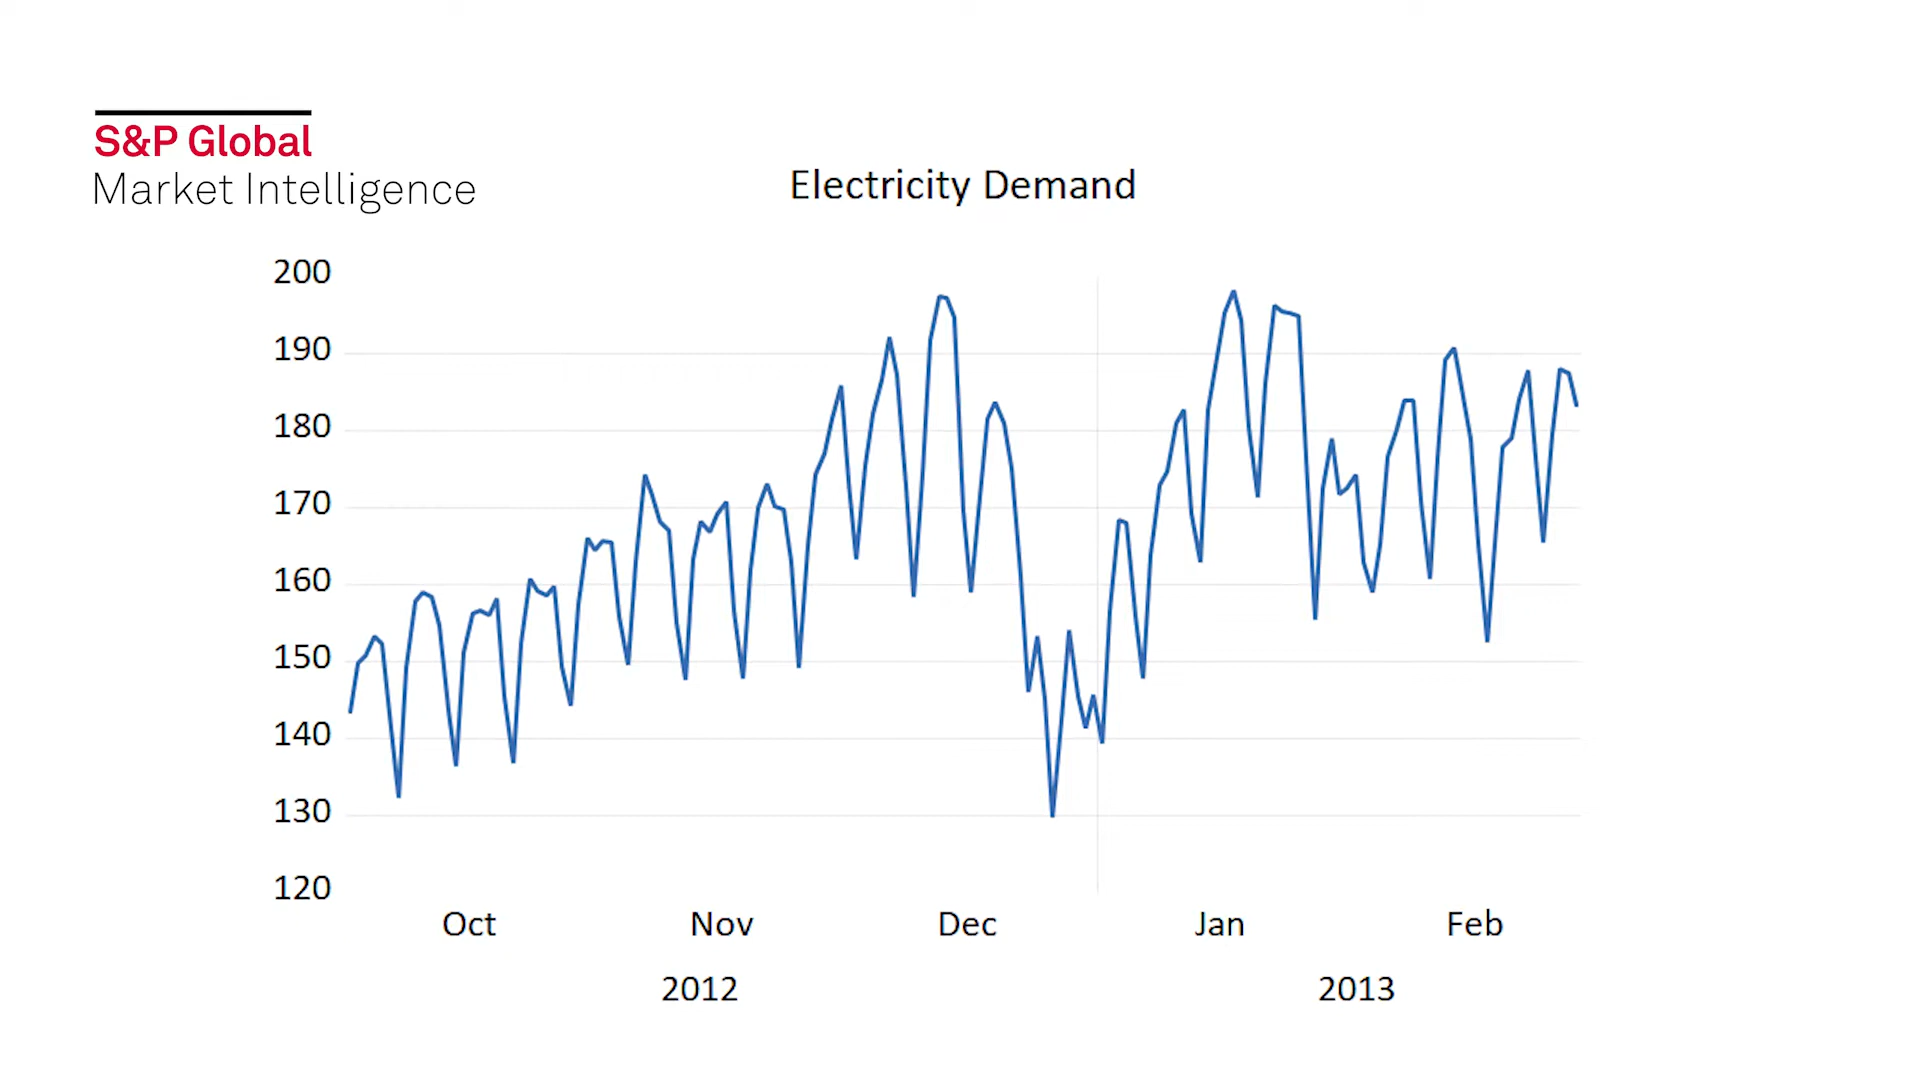 S&P Global
Market Intelligence
Electricity Demand
200
190
180
170
160
150
140
130
120
Oct Nov Dec Jan Feb
2012 2013